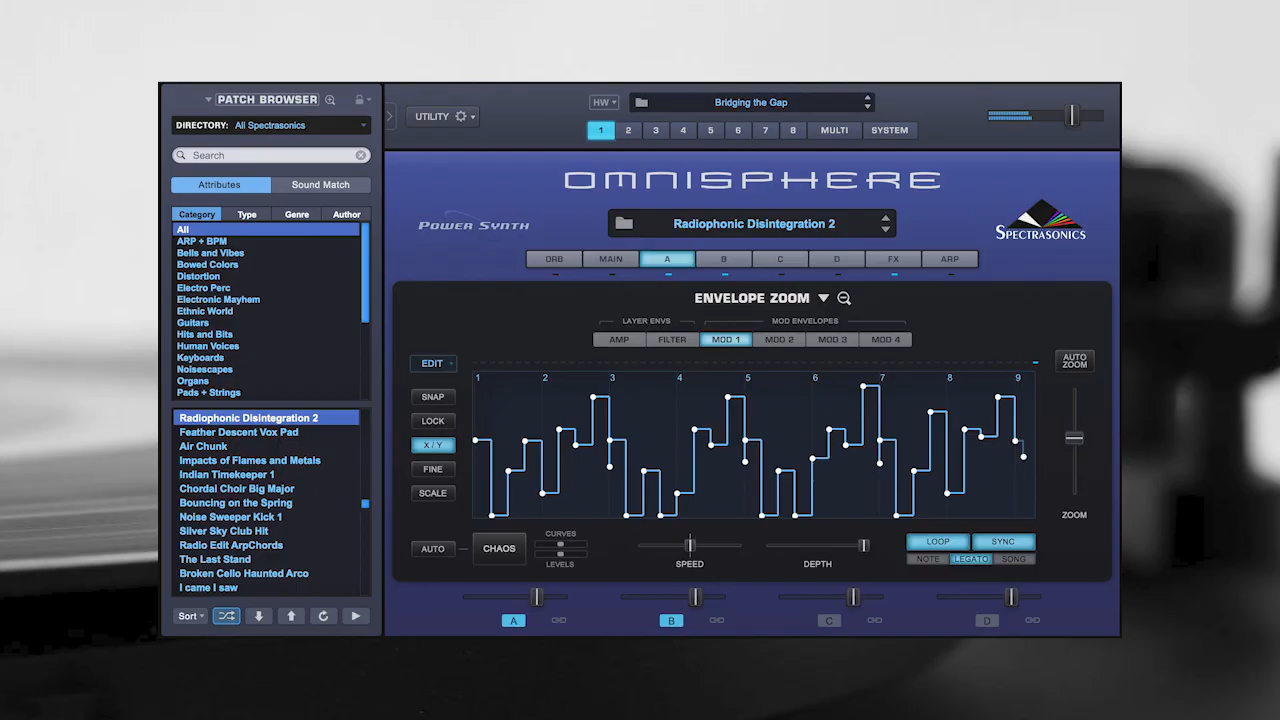 PATCH BROWSER
DIRECTORY: All Spectrasonics
Search
Attributes Sound Match
Category Type Genre Author
All
ARP + BPM
Bells and Vibes
Bowed Colors
Distortion
Electro Perc
Electronic Mayhem
Ethnic World
Guitars
Hits and Bits
Human Voices
Keyboards
Noisescapes
Organs
Pads + Strings
Radiophonic Disintegration 2
Feather Descent Vox Pad
Air Chunk
Impacts of Flames and Metals
Indian Timekeeper 1
Chordal Choir Big Major
Bouncing on the Spring
Noise Sweeper Kick 1
Silver Sky Club Hit
Radio Edit ArpChords
The Last Stand
Broken Cello Haunted Arco
I came I saw
Sort
UTILITY
HW Bridging the Gap
1 2 3 4 5 6 7 8 MULTI SYSTEM
OMNISPHERE
POWER SYNTH
Radiophonic Disintegration 2
SPECTRASONICS
ORB MAIN A B C D FX ARP
ENVELOPE ZOOM
LAYER ENVS MOD ENVELOPES
AMP FILTER MOD 1 MOD 2 MOD 3 MOD 4
EDIT
AUTO
ZOOM
1 2 3 4 5 6 7 8 9
SNAP
LOCK
X / Y
FINE
SCALE
ZOOM
AUTO CHAOS
CURVES
LEVELS
SPEED
DEPTH
LOOP SYNC
NOTE LEGATO SONG
A B C D